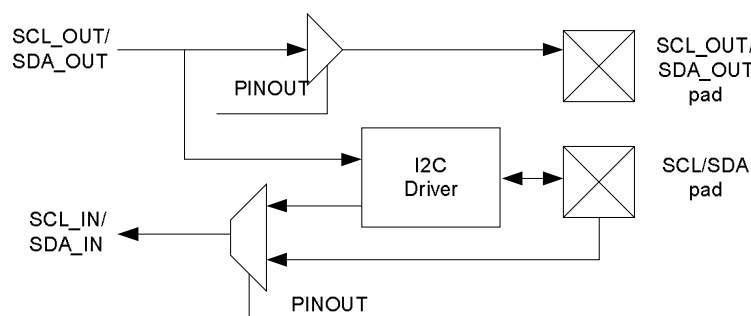 SCL_OUT/
SDA_OUT
PINOUT
SCL_OUT/
SDA_OUT
pad
I2C
Driver
SCL/SDA
pad
SCL_IN/
SDA_IN
PINOUT